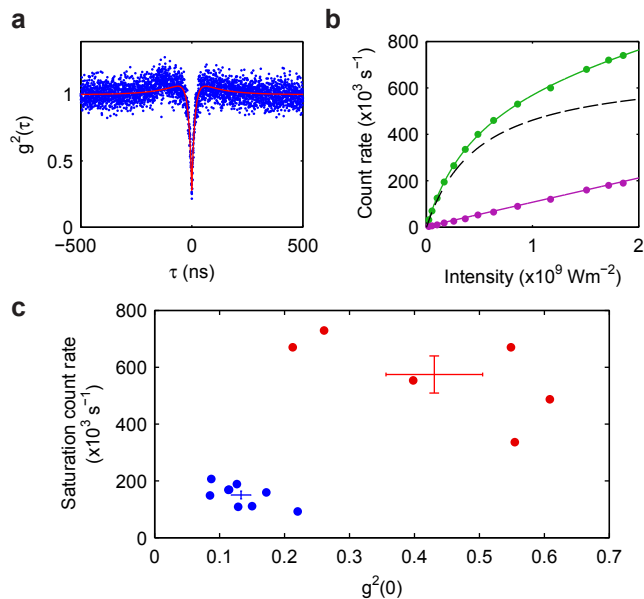 a
g²(τ)
1
0.5
0
−500
0
500
τ (ns)
b
Count rate (x10³ s⁻¹)
800
600
400
200
0
0
1
2
Intensity (x10⁹ Wm⁻²)
c
Saturation count rate
(x10³ s⁻¹)
800
600
400
200
0
0
0.1
0.2
0.3
0.4
0.5
0.6
0.7
g²(0)